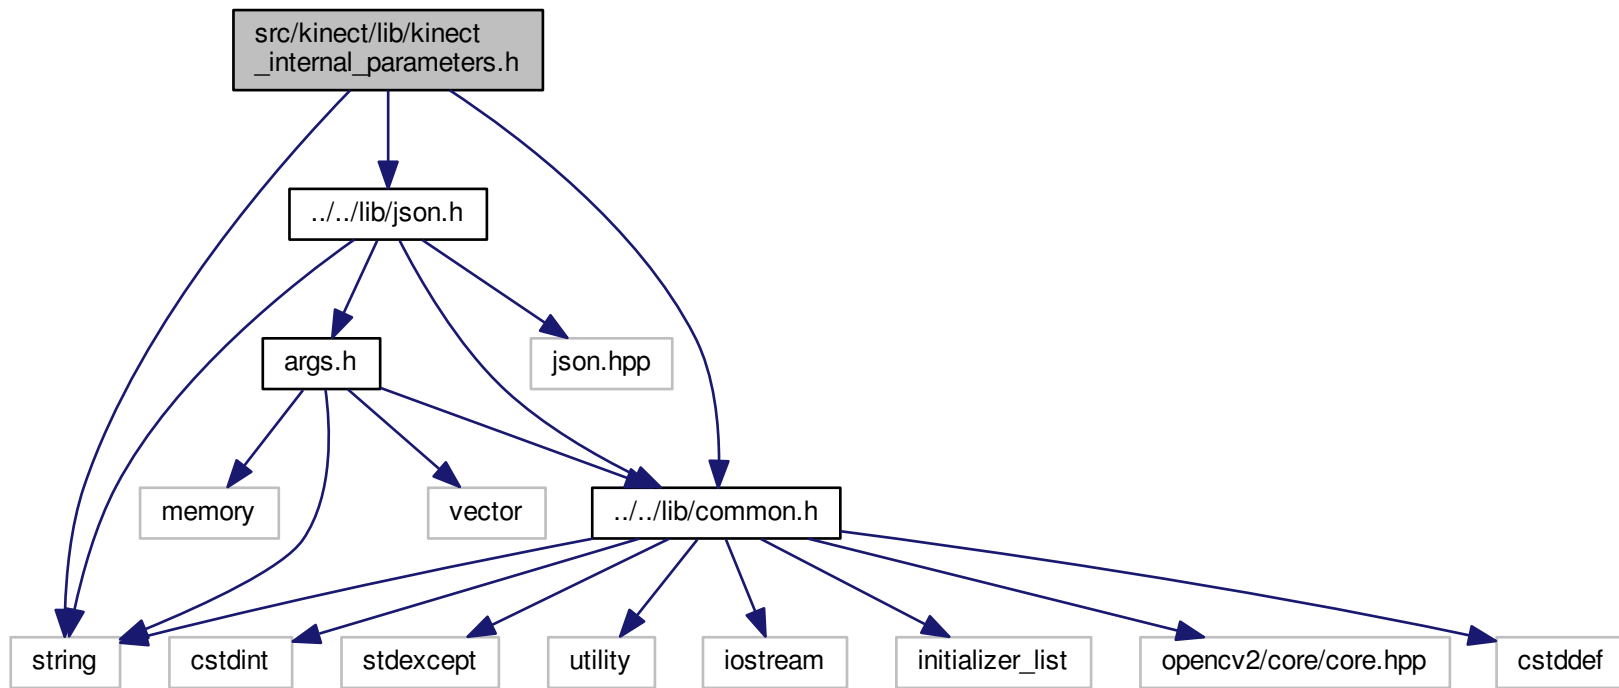 src/kinect/lib/kinect
_internal_parameters.h
../../lib/json.h
args.h
json.hpp
memory
vector
../../lib/common.h
string
cstdint
stdexcept
utility
iostream
initializer_list
opencv2/core/core.hpp
cstddef